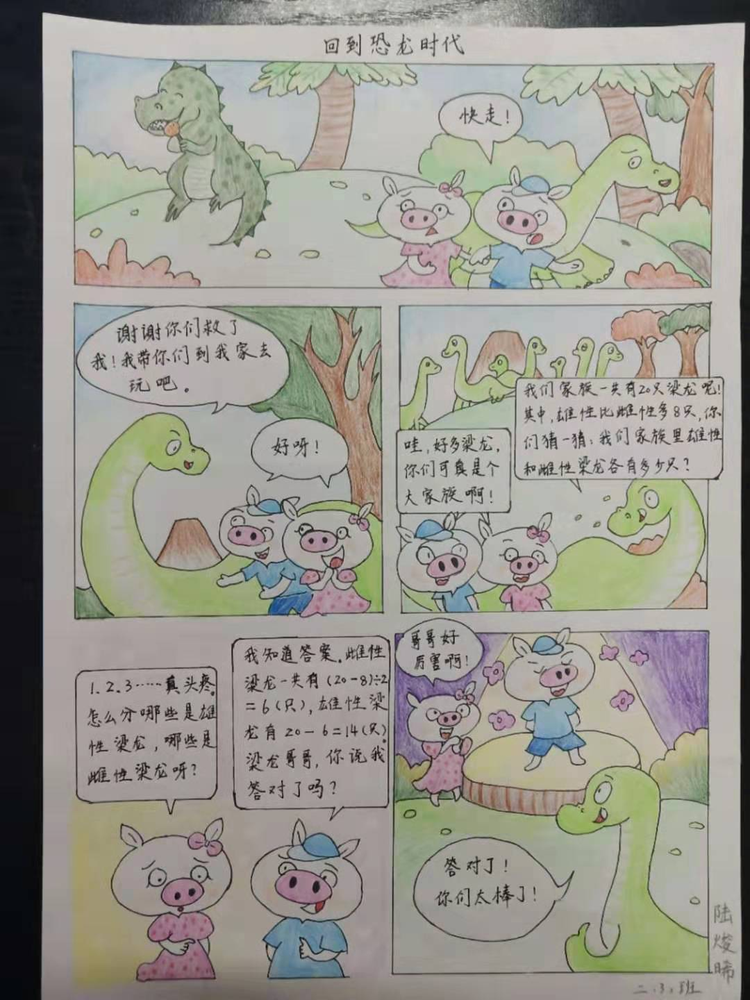 回到恐龙时代
快走！
谢谢你们救了
我！我带你们到我家去
玩吧。
好呀！
哇，好多梁龙，
你们可真是个
大家族啊！
我们家族一共有20只梁龙呢！
其中，雄性比雌性多8只，你
们猜一猜：我们家族里雄性
和雌性梁龙各有多少只？
1.2.3……真头疼。
怎么分哪些是雄
性梁龙，哪些是
雌性梁龙呀？
我知道答案。雌性
梁龙一共有(20-8)÷2
=6(只)，雄性梁
龙有20-6=14(只)。
梁龙哥哥，你说我
答对了吗？
哥哥好
厉害啊！
答对了！
你们太棒了！
陆焌晞
二.3.班